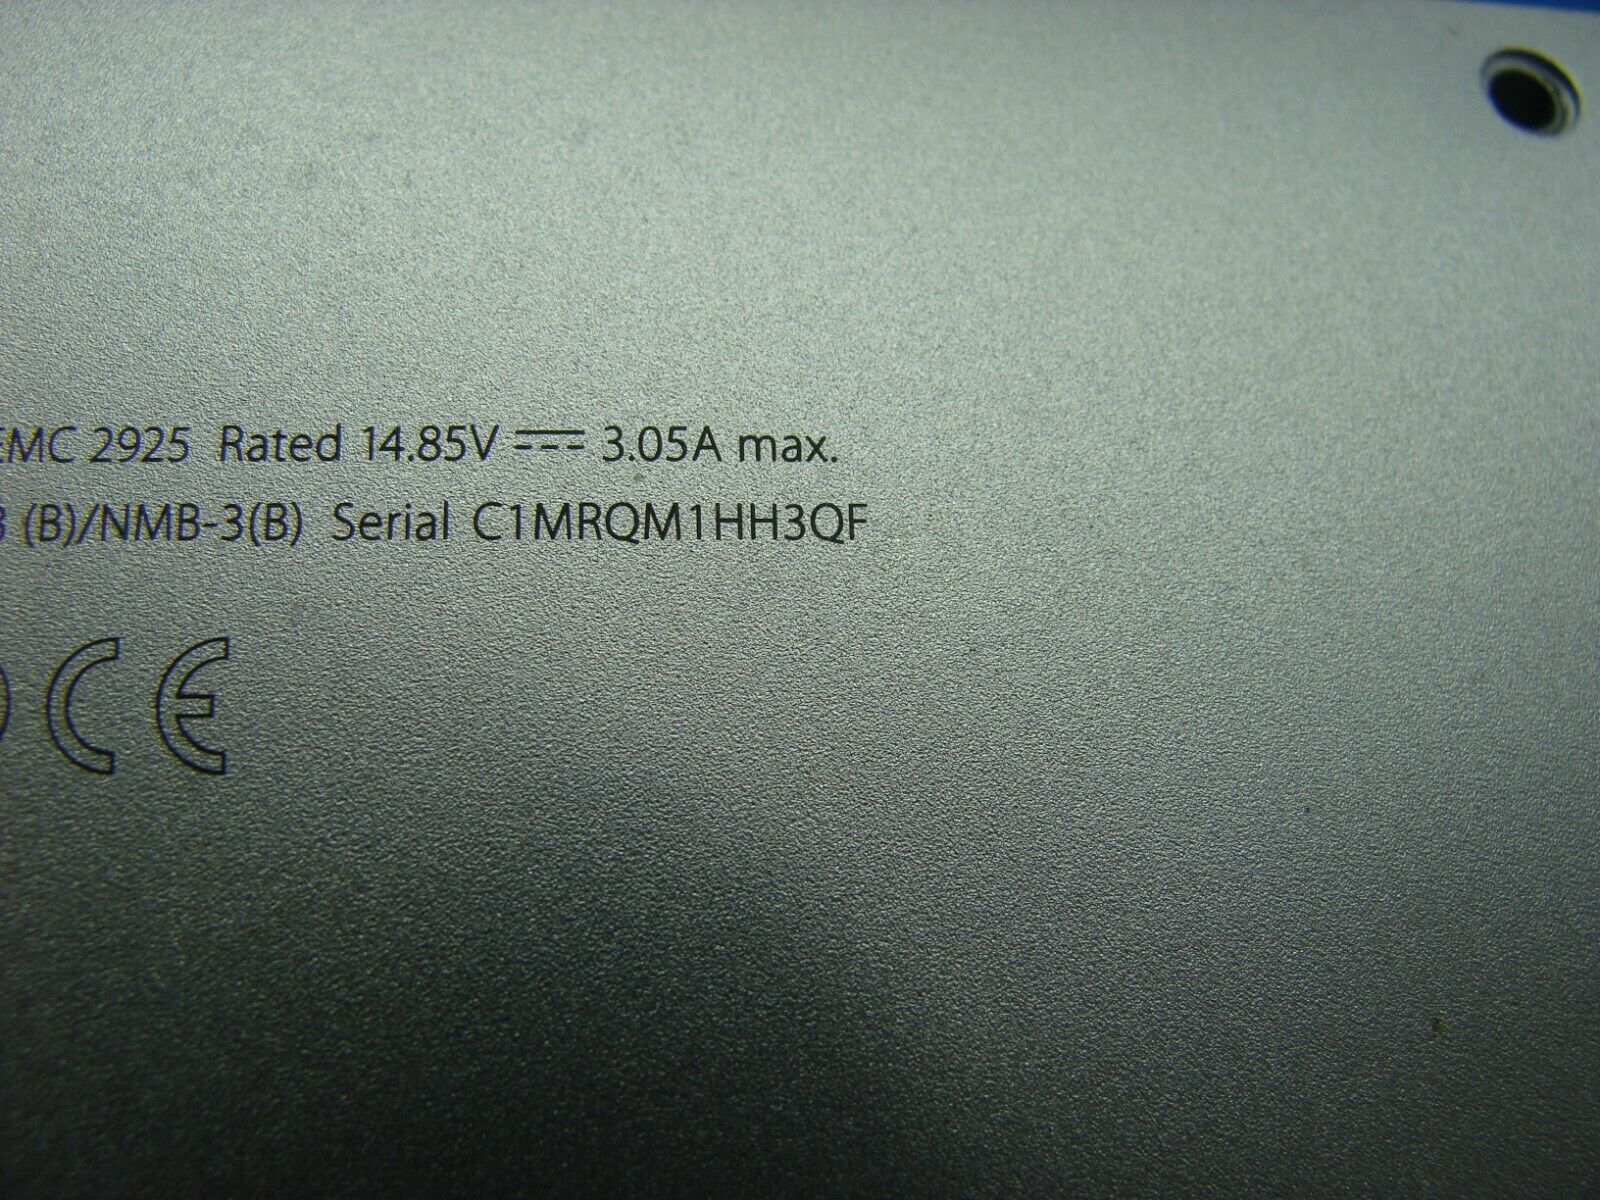 EMC 2925 Rated 14.85V ⎓ 3.05A max.
(B)/NMB-3(B) Serial C1MRQM1HH3QF
CE